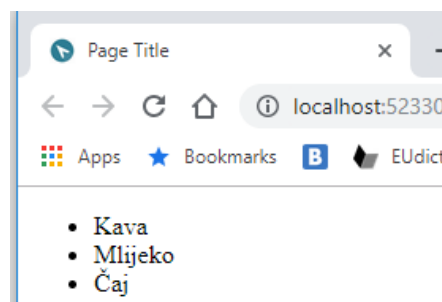 Page Title
localhost:52330
Apps Bookmarks B EUdict
Kava
Mlijeko
Čaj